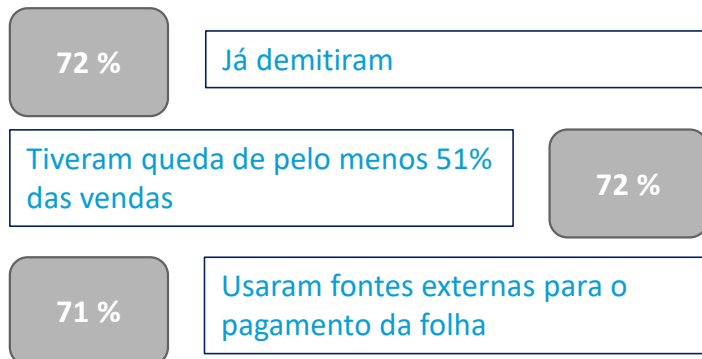 72 %
Já demitiram
Tiveram queda de pelo menos 51%
das vendas
72 %
71 %
Usaram fontes externas para o
pagamento da folha